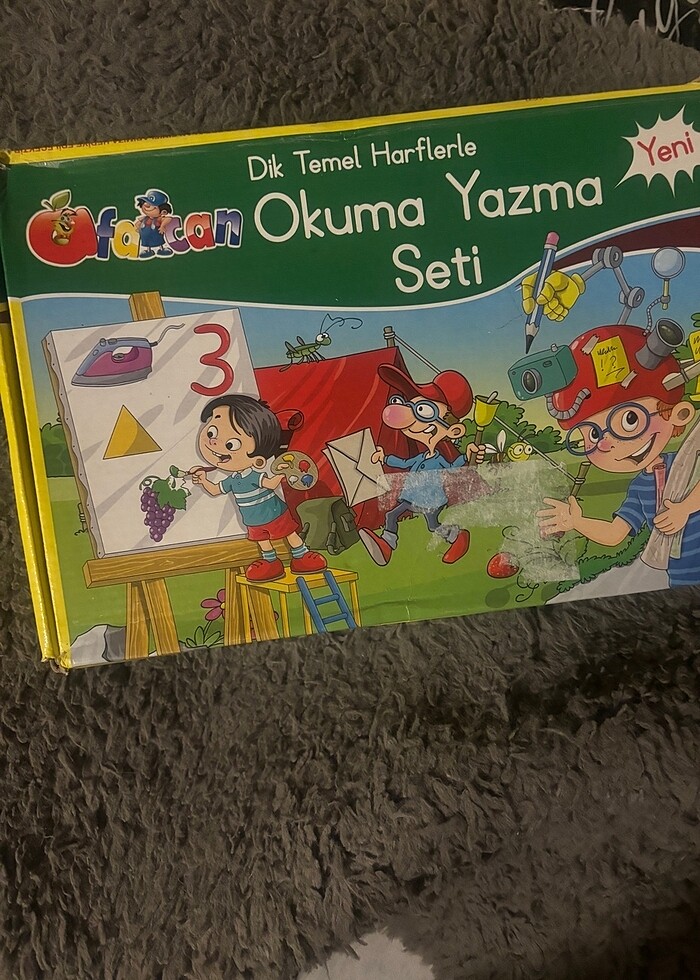 Dik Temel Harflerle
Yeni
Afacan
Okuma Yazma
Seti
3